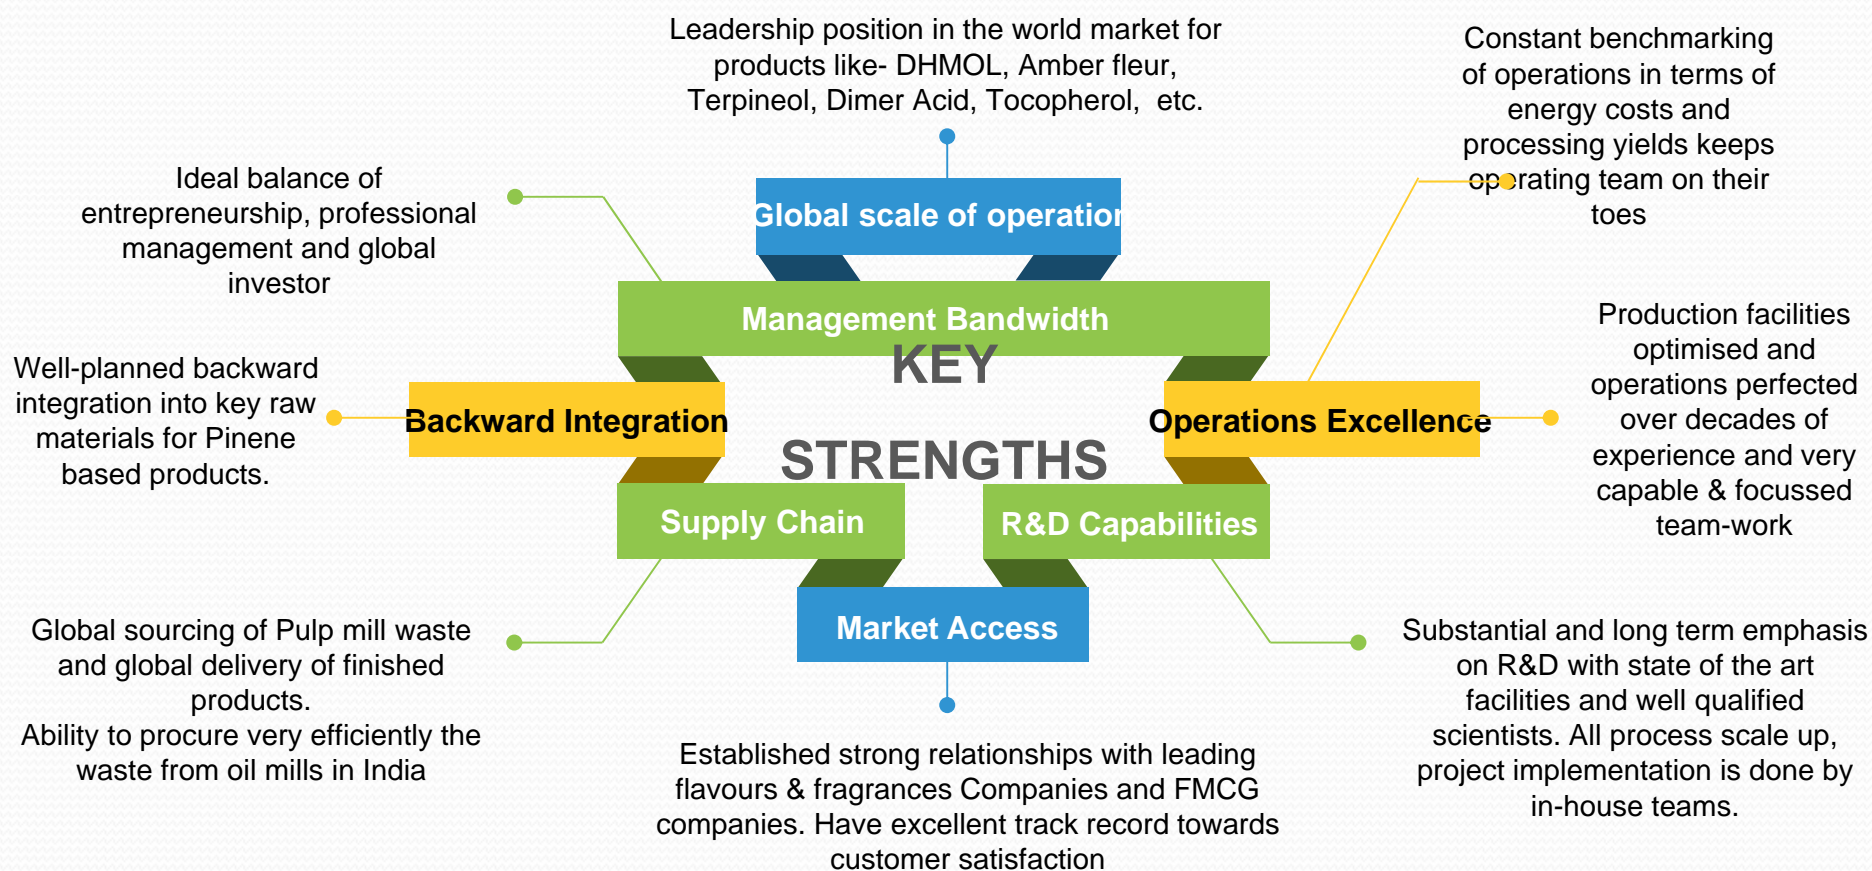 Leadership position in the world market for
products like- DHMOL, Amber fleur,
Terpineol, Dimer Acid, Tocopherol, etc.
Constant benchmarking
of operations in terms of
energy costs and
processing yields keeps
operating team on their
toes
Ideal balance of
entrepreneurship, professional
management and global
investor
Global scale of operation
Management Bandwidth
Well-planned backward
integration into key raw
materials for Pinene
based products.
Backward Integration
KEY
STRENGTHS
Operations Excellence
Production facilities
optimised and
operations perfected
over decades of
experience and very
capable & focussed
team-work
Supply Chain
R&D Capabilities
Market Access
Global sourcing of Pulp mill waste
and global delivery of finished
products.
Ability to procure very efficiently the
waste from oil mills in India
Established strong relationships with leading
flavours & fragrances Companies and FMCG
companies. Have excellent track record towards
customer satisfaction
Substantial and long term emphasis
on R&D with state of the art
facilities and well qualified
scientists. All process scale up,
project implementation is done by
in-house teams.